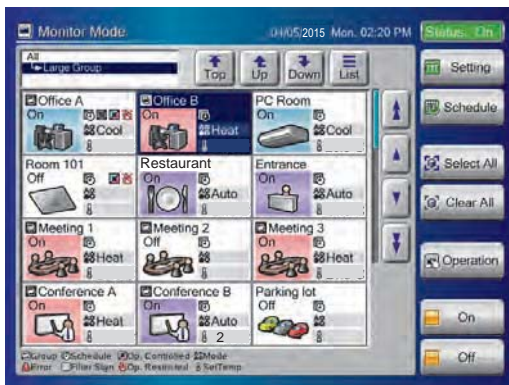 Monitor Mode
04/05/2015 Mon. 02:20 PM
Status: On
All
Large Group
Top
Up
Down
List
Setting
Schedule
Select All
Clear All
Operation
On
Off
Office A
On
Cool
Office B
On
Heat
PC Room
On
Cool
Room 101
Off
Restaurant
On
Auto
Entrance
On
Auto
Meeting 1
On
Heat
Meeting 2
Off
Meeting 3
On
Heat
Conference A
On
Heat
Conference B
On
Auto
2
Parking lot
Off
Group Schedule Op. Controlled Mode
Error Filter Sign Op. Restricted SetTemp